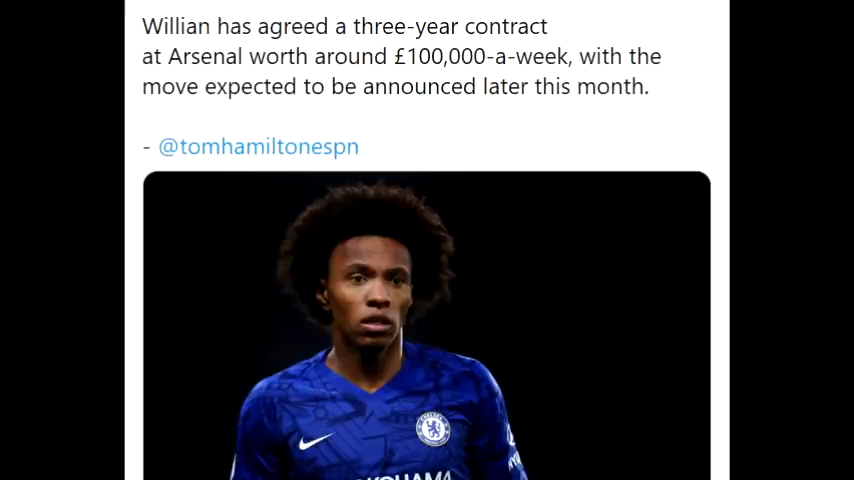 Willian has agreed a three-year contract
at Arsenal worth around £100,000-a-week, with the
move expected to be announced later this month.
- @tomhamiltonespn